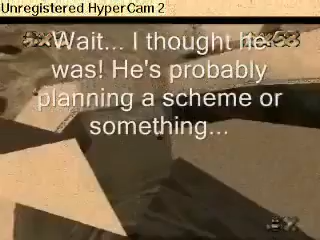 Unregistered HyperCam 2
Wait... I thought he
was! He's probably
planning a scheme or
something...